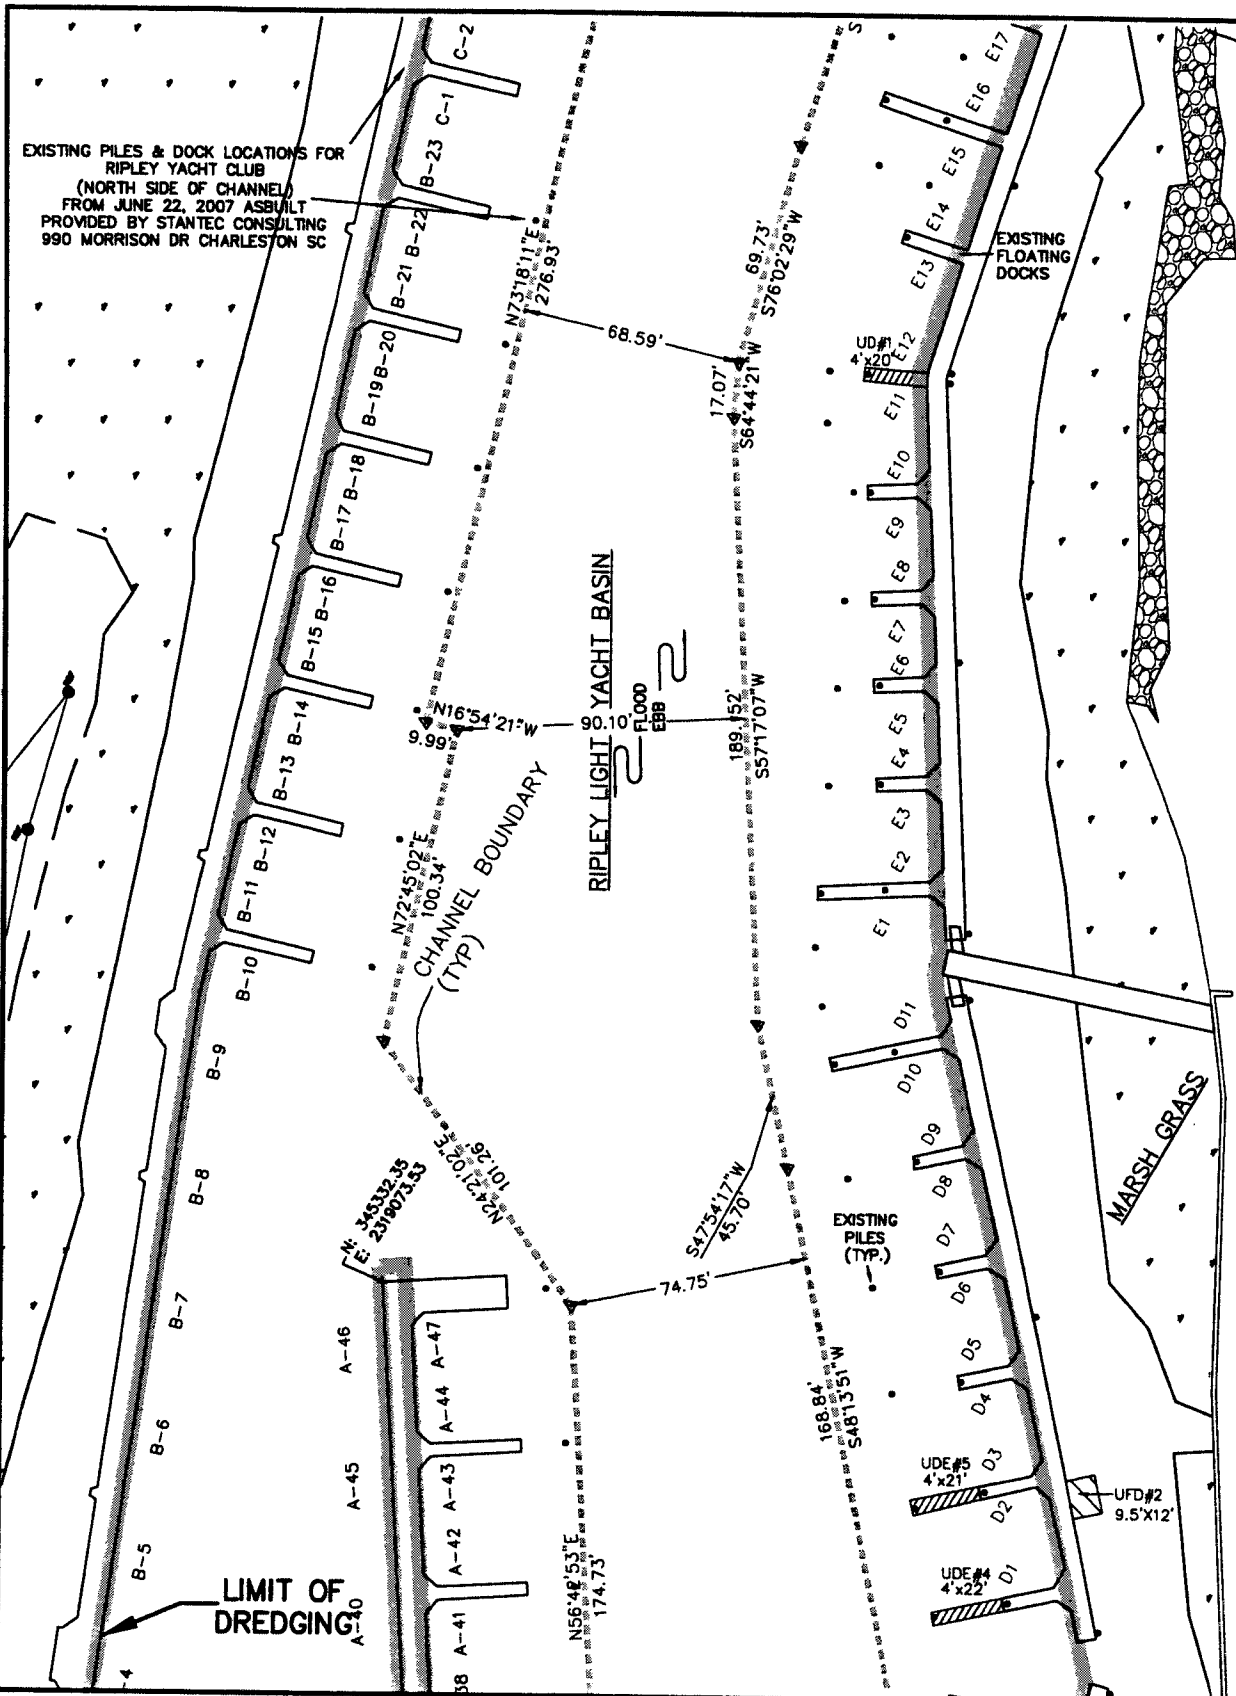 EXISTING PILES & DOCK LOCATIONS FOR
RIPLEY YACHT CLUB
(NORTH SIDE OF CHANNEL)
FROM JUNE 22, 2007 ASBUILT
PROVIDED BY STANTEC CONSULTING
990 MORRISON DR CHARLESTON SC
C-2
C-1
B-23
B-22
B-21
B-20
B-19
B-18
B-17
B-16
B-15
B-14
B-13
B-12
B-11
B-10
B-9
B-8
B-7
B-6
B-5
-4
N73°18'11"E
276.93'
68.59'
69.73'
S76°02'29"W
17.07'
S64°44'21"W
S
E17
E16
E15
E14
E13
EXISTING
FLOATING
DOCKS
UD#1
4'x20'
E12
E11
E10
E9
E8
E7
E6
E5
E4
E3
E2
E1
RIPLEY LIGHT YACHT BASIN
FLOOD
EBB
N16°54'21"W
9.99'
90.10'
189.152'
S57°17'07"W
N72°45'02"E
100.34'
CHANNEL BOUNDARY
(TYP)
N24°21'02"E
101.26'
N: 345332.35
E: 2319073.53
S47°54'17"W
45.70'
74.75'
EXISTING
PILES
(TYP.)
MARSH GRASS
D11
D10
D9
D8
D7
D6
D5
D4
D3
D2
D1
168.84'
S48°13'51"W
UDE#5
4'x21'
UFD#2
9.5'X12'
UDE#4
4'x22'
A-46
A-47
A-44
A-45
A-43
A-42
A-40
A-41
38
174.73'
LIMIT OF
DREDGING